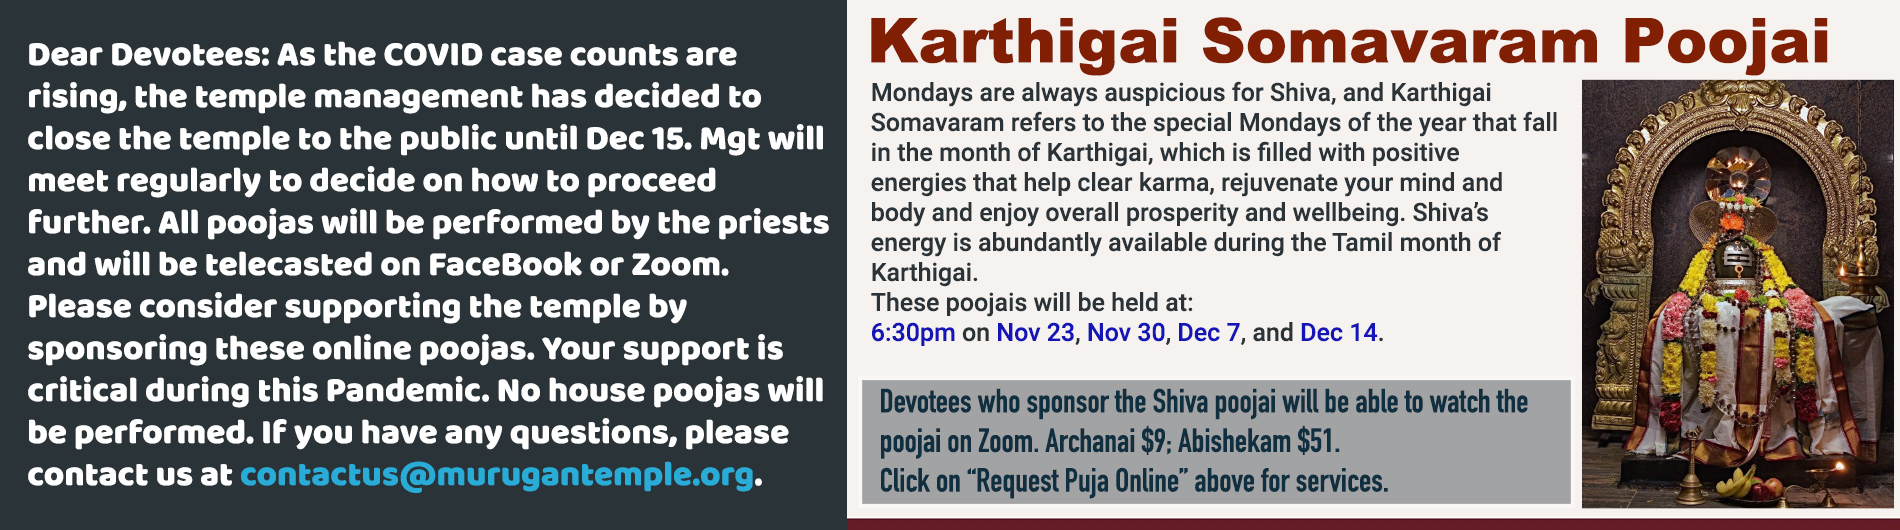 Dear Devotees: As the COVID case counts are
rising, the temple management has decided to
close the temple to the public until Dec 15. Mgt will
meet regularly to decide on how to proceed
further. All poojas will be performed by the priests
and will be telecasted on FaceBook or Zoom.
Please consider supporting the temple by
sponsoring these online poojas. Your support is
critical during this Pandemic. No house poojas will
be performed. If you have any questions, please
contact us at contactus@murugantemple.org.
Karthigai Somavaram Poojai
Mondays are always auspicious for Shiva, and Karthigai
Somavaram refers to the special Mondays of the year that fall
in the month of Karthigai, which is filled with positive
energies that help clear karma, rejuvenate your mind and
body and enjoy overall prosperity and wellbeing. Shiva’s
energy is abundantly available during the Tamil month of
Karthigai.
These poojais will be held at:
6:30pm on Nov 23, Nov 30, Dec 7, and Dec 14.
Devotees who sponsor the Shiva poojai will be able to watch the
poojai on Zoom. Archanai $9; Abishekam $51.
Click on “Request Puja Online” above for services.